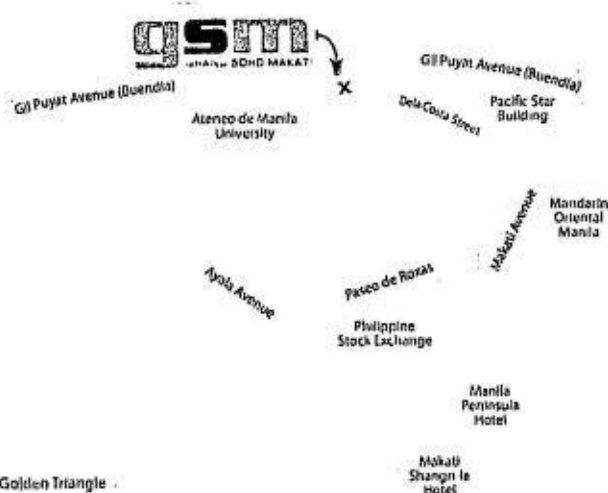 gsm
SOHO MAKATI
Gil Puyat Avenue (Buendia)
Gil Puyat Avenue (Buendia)
Ateneo de Manila
University
Dela Costa Street
Pacific Star
Building
Makati Avenue
Mandarin
Oriental
Manila
Ayala Avenue
Paseo de Roxas
Philippine
Stock Exchange
Manila
Peninsula
Hotel
Makati
Shangri la
Hotel
Golden Triangle